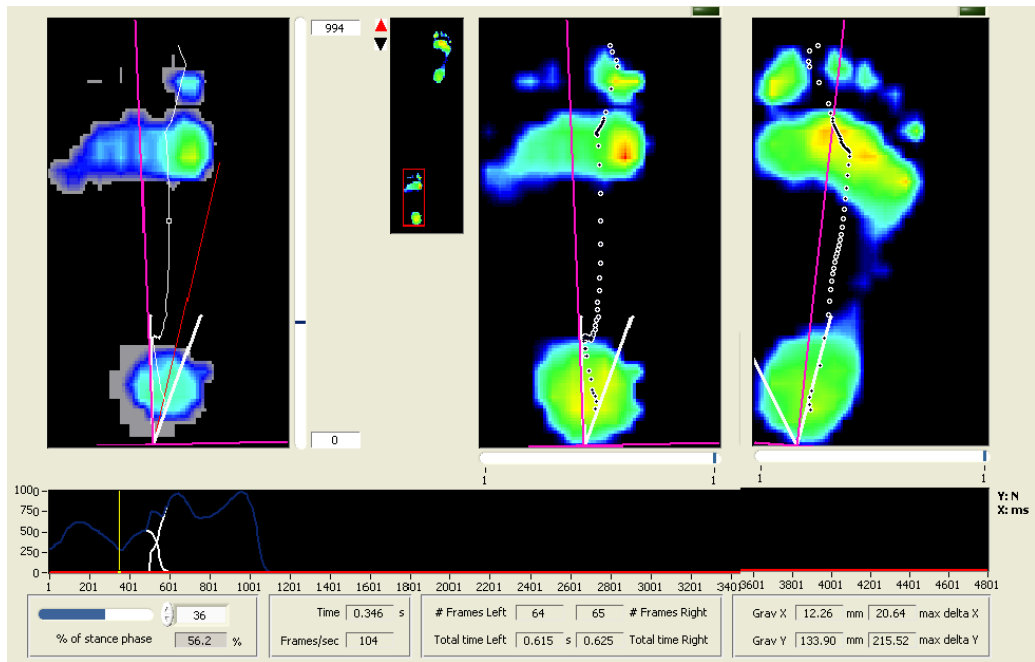 994
0
1 1 1 1
1000
750
500
250
0
Y: N
X: ms
1 201 401 601 801 1001 1201 1401 1601 1801 2001 2201 2401 2601 2801 3001 3201 3401 3601 4001 4201 4401 4601 4801
36
% of stance phase 56.2 %
Time 0.346 s
Frames/sec 104
# Frames Left 64 65 # Frames Right
Total time Left 0.615 s 0.625 Total time Right
Grav X 12.26 mm 20.64 max delta X
Grav Y 133.90 mm 215.52 max delta Y